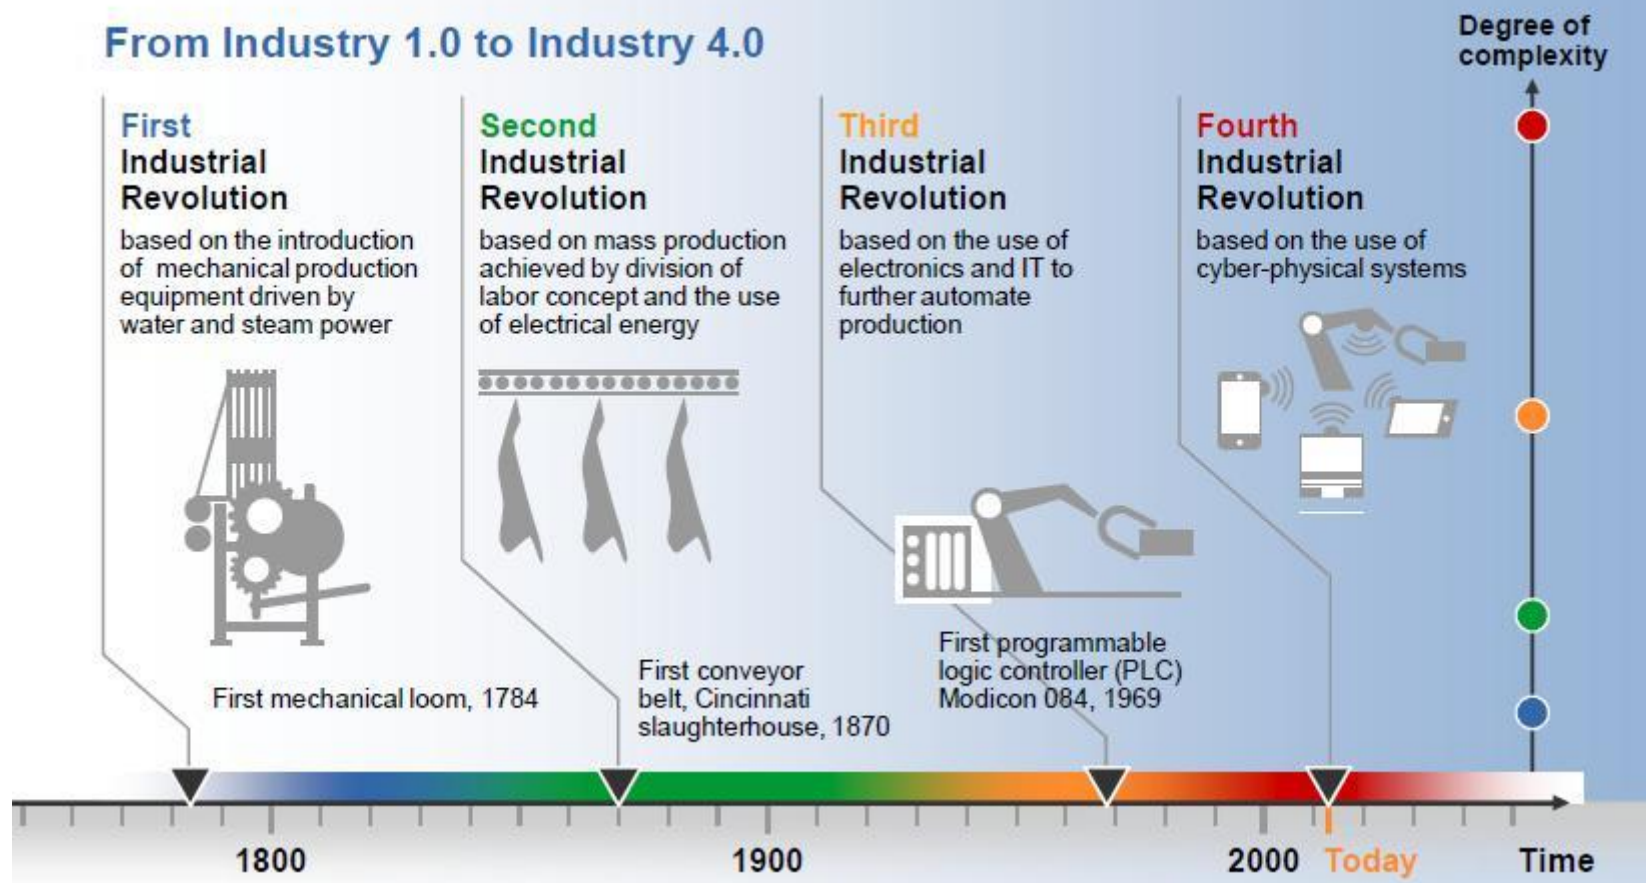 From Industry 1.0 to Industry 4.0
Degree of
complexity
First
Industrial
Revolution
based on the introduction
of mechanical production
equipment driven by
water and steam power
First mechanical loom, 1784
Second
Industrial
Revolution
based on mass production
achieved by division of
labor concept and the use
of electrical energy
First conveyor
belt, Cincinnati
slaughterhouse, 1870
Third
Industrial
Revolution
based on the use of
electronics and IT to
further automate
production
First programmable
logic controller (PLC)
Modicon 084, 1969
Fourth
Industrial
Revolution
based on the use of
cyber-physical systems
1800
1900
2000
Today
Time